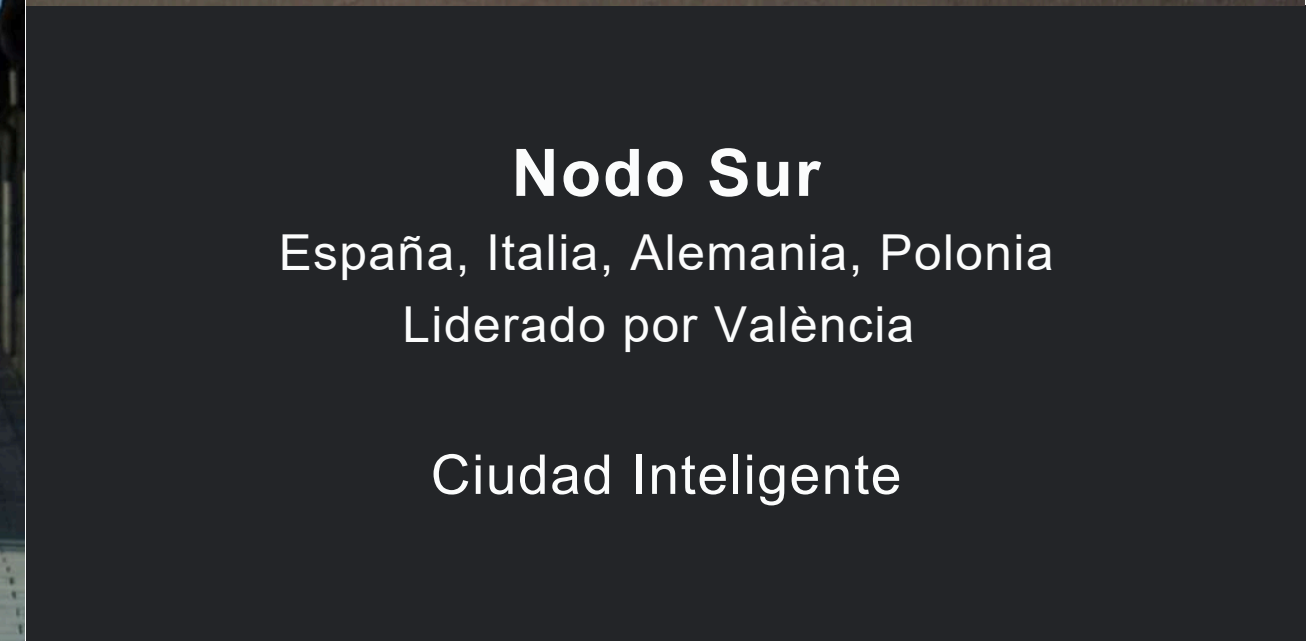 Nodo Sur
España, Italia, Alemania, Polonia
Liderado por València
Ciudad Inteligente